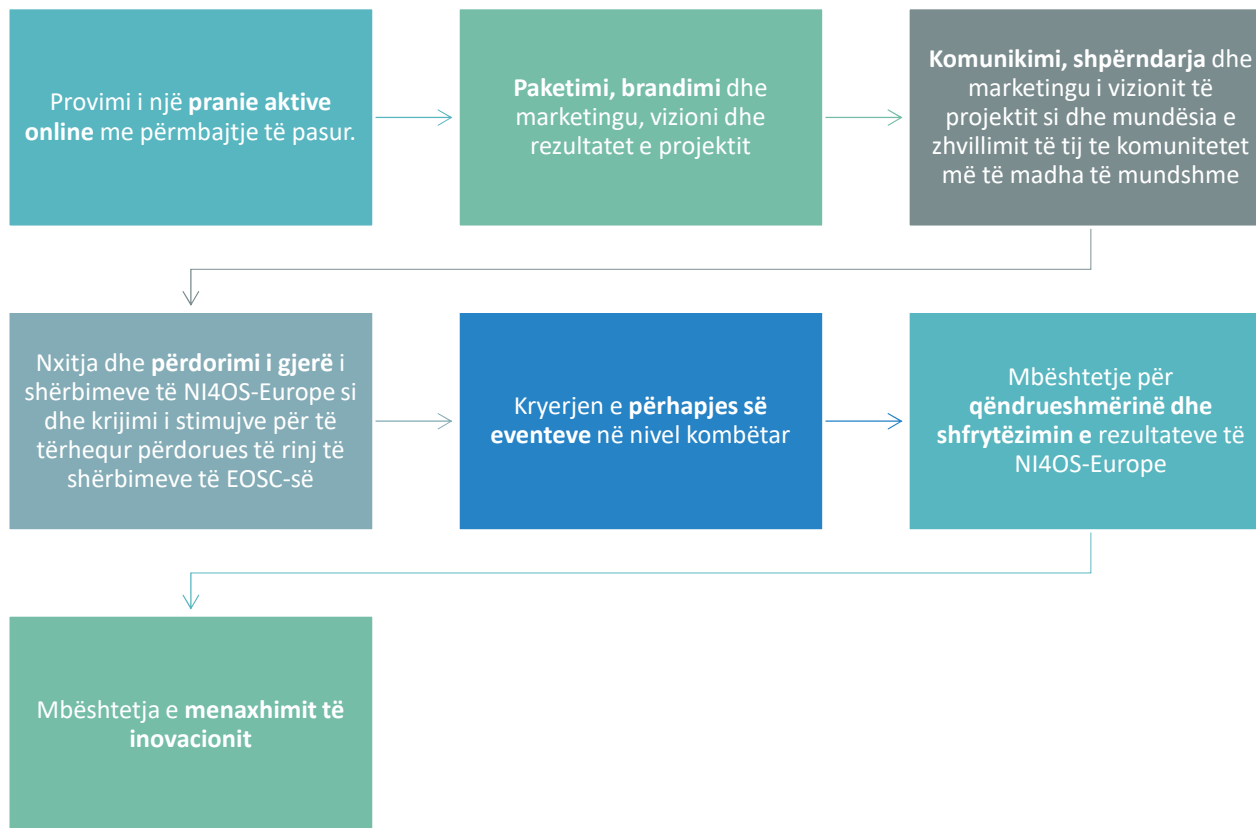 Provimi i një pranie aktive
online me përmbajtje të pasur.
Paketimi, brandimi dhe
marketingu, vizioni dhe
rezultatet e projektit
Komunikimi, shpërndarja dhe
marketingu i vizionit të
projektit si dhe mundësia e
zhvillimit të tij te komunitetet
më të madha të mundshme
Nxitja dhe përdorimi i gjerë i
shërbimeve të NI4OS-Europe si
dhe krijimi i stimujve për të
tërhequr përdorues të rinj të
shërbimeve të EOSC-së
Kryerjen e përhapjes së
eventeve në nivel kombëtar
Mbështetje për
qëndrueshmërinë dhe
shfrytëzimin e rezultateve të
NI4OS-Europe
Mbështetja e menaxhimit të
inovacionit